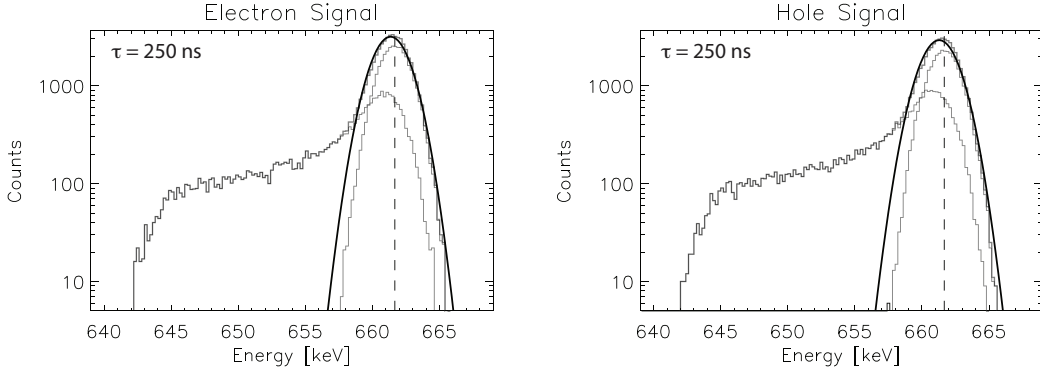 Electron Signal
τ = 250 ns
1000
100
10
Counts
640 645 650 655 660 665
Energy [keV]
Hole Signal
τ = 250 ns
1000
100
10
Counts
640 645 650 655 660 665
Energy [keV]